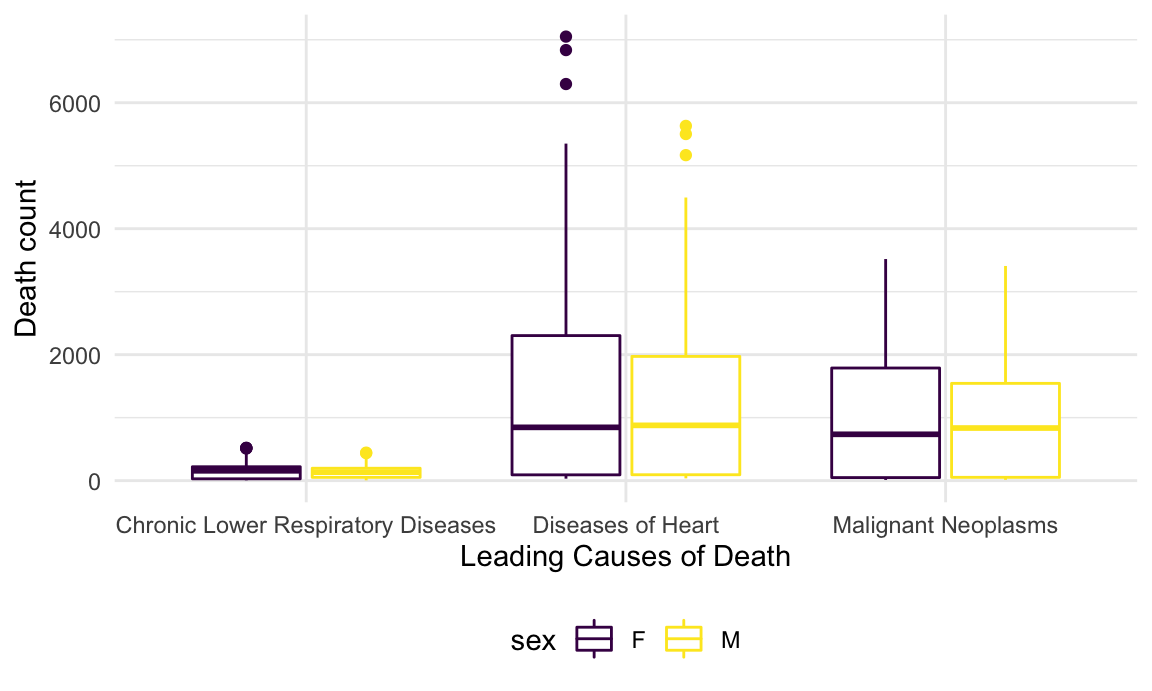 6000
4000
2000
0
Death count
Chronic Lower Respiratory Diseases Diseases of Heart Malignant Neoplasms
Leading Causes of Death
sex F M